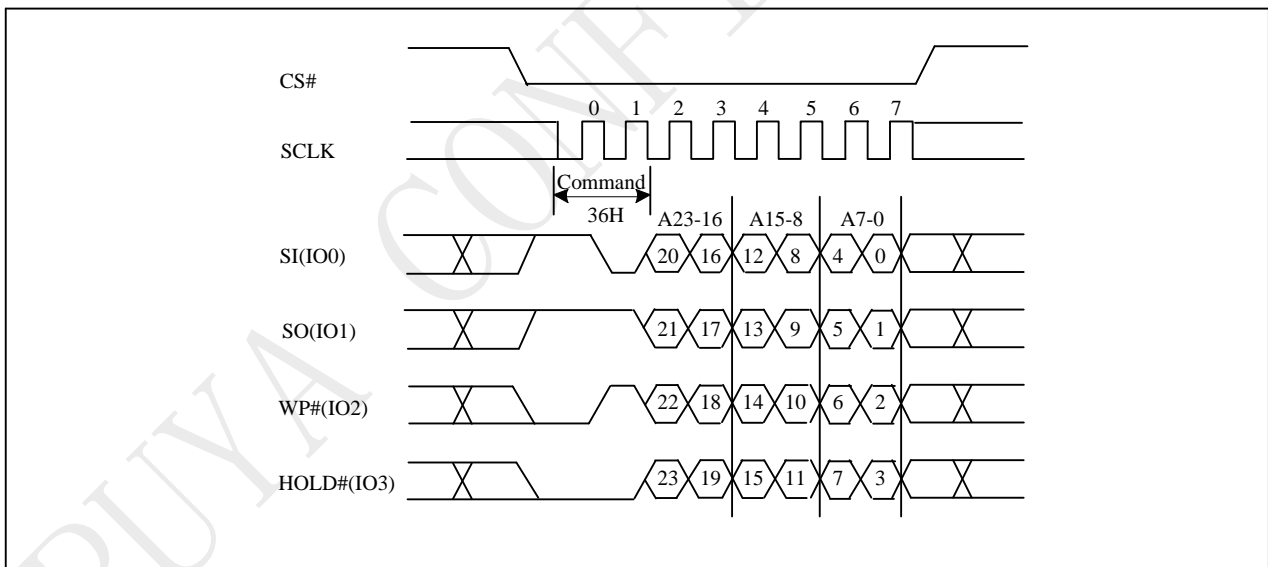 CS#
0 1 2 3 4 5 6 7
SCLK
Command
36H
A23-16 A15-8 A7-0
SI(IO0) 20 16 12 8 4 0
SO(IO1) 21 17 13 9 5 1
WP#(IO2) 22 18 14 10 6 2
HOLD#(IO3) 23 19 15 11 7 3